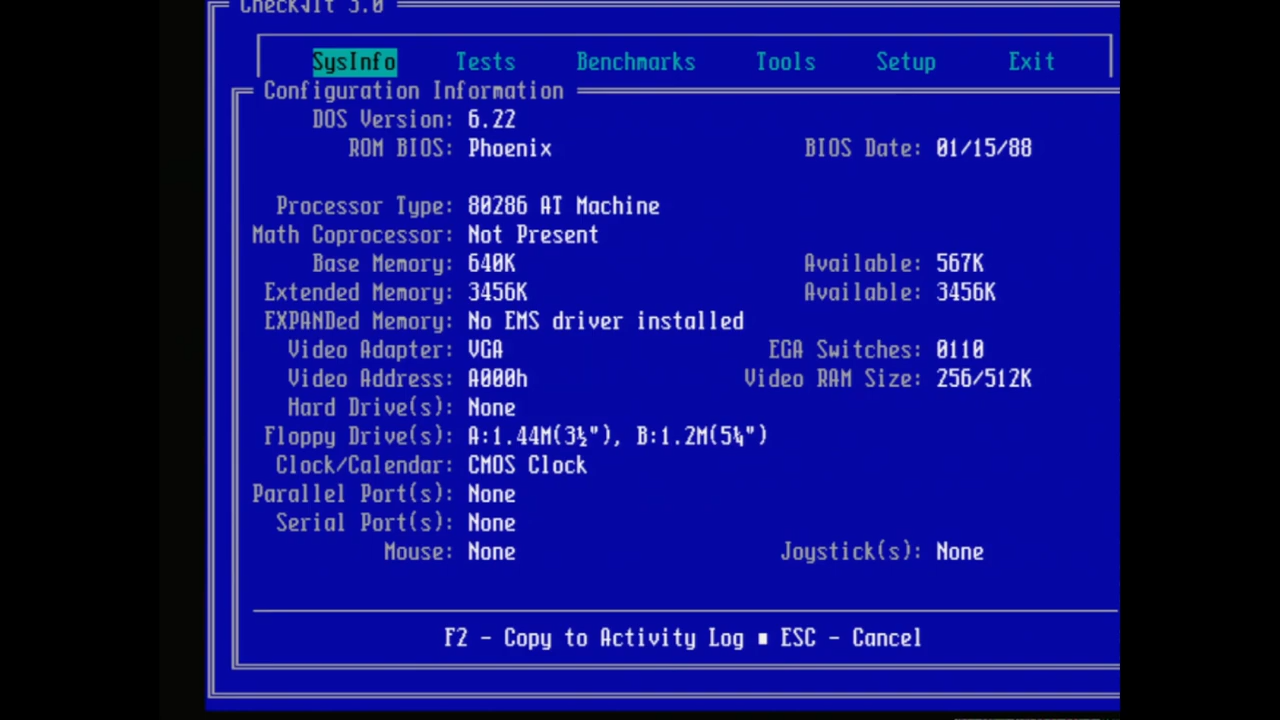 CheckIt 3.0
SysInfo Tests Benchmarks Tools Setup Exit
Configuration Information
DOS Version: 6.22
ROM BIOS: Phoenix BIOS Date: 01/15/88
Processor Type: 80286 AT Machine
Math Coprocessor: Not Present
Base Memory: 640K Available: 567K
Extended Memory: 3456K Available: 3456K
EXPANDed Memory: No EMS driver installed
Video Adapter: VGA EGA Switches: 0110
Video Address: A000h Video RAM Size: 256/512K
Hard Drive(s): None
Floppy Drive(s): A:1.44M(3½"), B:1.2M(5¼")
Clock/Calendar: CMOS Clock
Parallel Port(s): None
Serial Port(s): None
Mouse: None Joystick(s): None
F2 - Copy to Activity Log ▪ ESC - Cancel